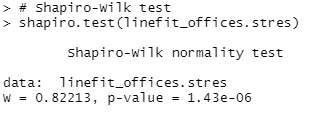 > # Shapiro-Wilk test
> shapiro.test(linefit_offices.stres)
Shapiro-Wilk normality test
data:  linefit_offices.stres
W = 0.82213, p-value = 1.43e-06